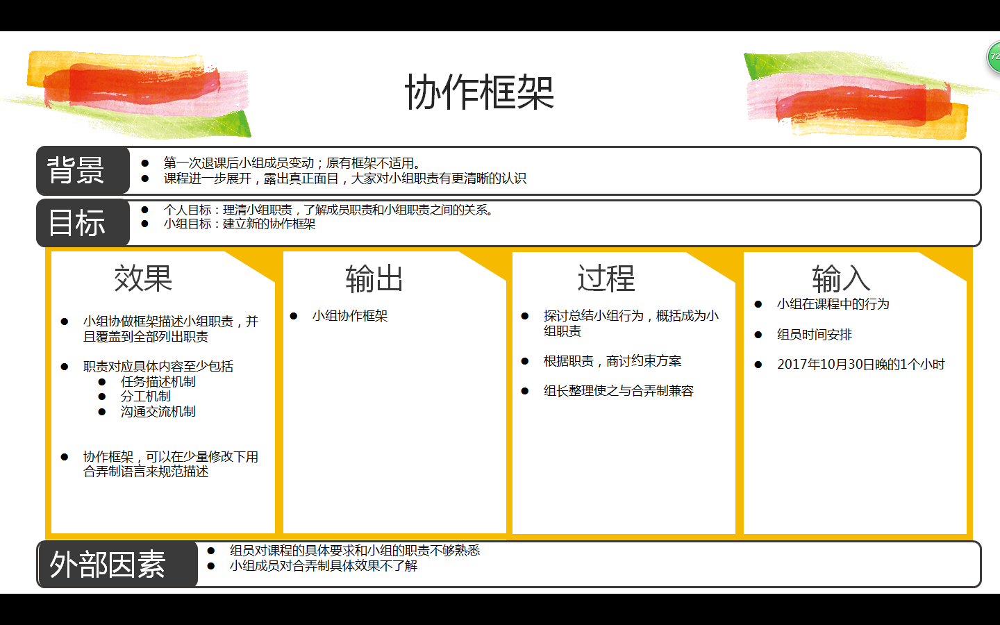 协作框架
72
背景
● 第一次退课后小组成员变动；原有框架不适用。
● 课程进一步展开，露出真正面目，大家对小组职责有更清晰的认识
目标
● 个人目标：理清小组职责，了解成员职责和小组职责之间的关系。
● 小组目标：建立新的协作框架
效果
● 小组协做框架描述小组职责，并
且覆盖到全部列出职责
● 职责对应具体内容至少包括
● 任务描述机制
● 分工机制
● 沟通交流机制
● 协作框架，可以在少量修改下用
合弄制语言来规范描述
输出
● 小组协作框架
过程
● 探讨总结小组行为，概括成为小
组职责
● 根据职责，商讨约束方案
● 组长整理使之与合弄制兼容
输入
● 小组在课程中的行为
● 组员时间安排
● 2017年10月30日晚的1个小时
外部因素
● 组员对课程的具体要求和小组的职责不够熟悉
● 小组成员对合弄制具体效果不了解